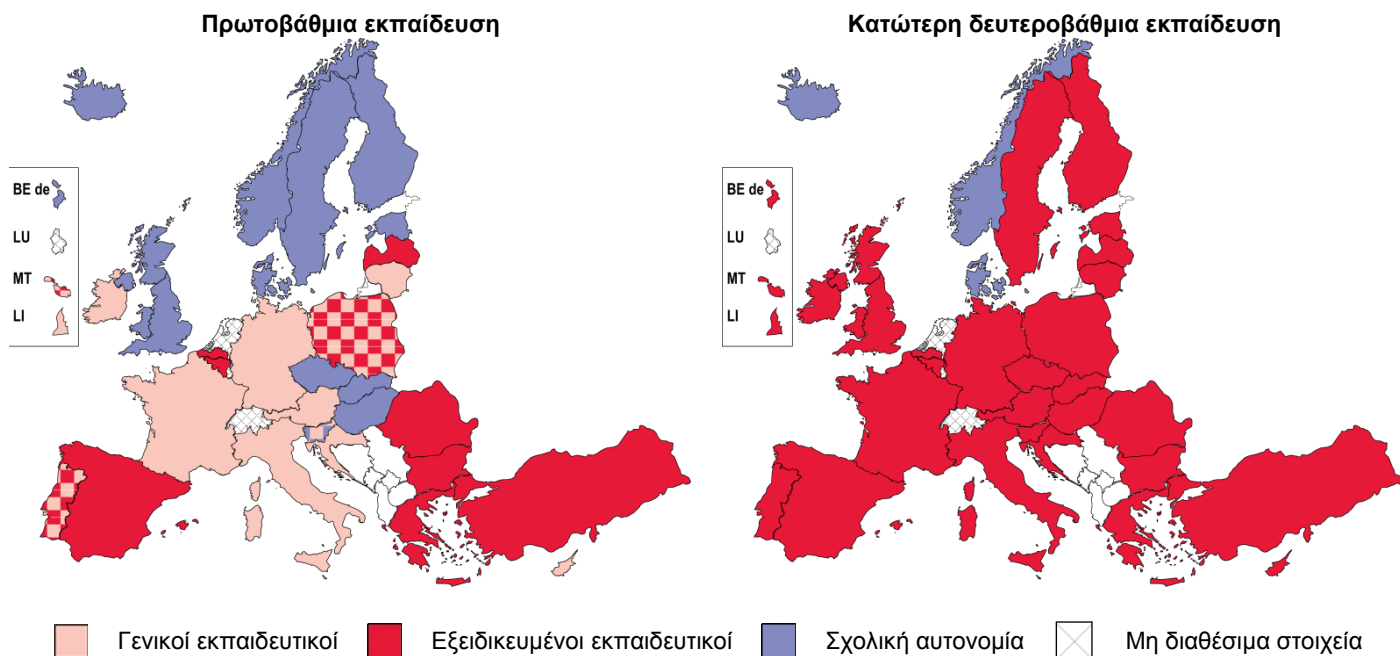 Πρωτοβάθμια εκπαίδευση
Κατώτερη δευτεροβάθμια εκπαίδευση
BE de
LU
MT
LI
BE de
LU
MT
LI
Γενικοί εκπαιδευτικοί
Εξειδικευμένοι εκπαιδευτικοί
Σχολική αυτονομία
Μη διαθέσιμα στοιχεία